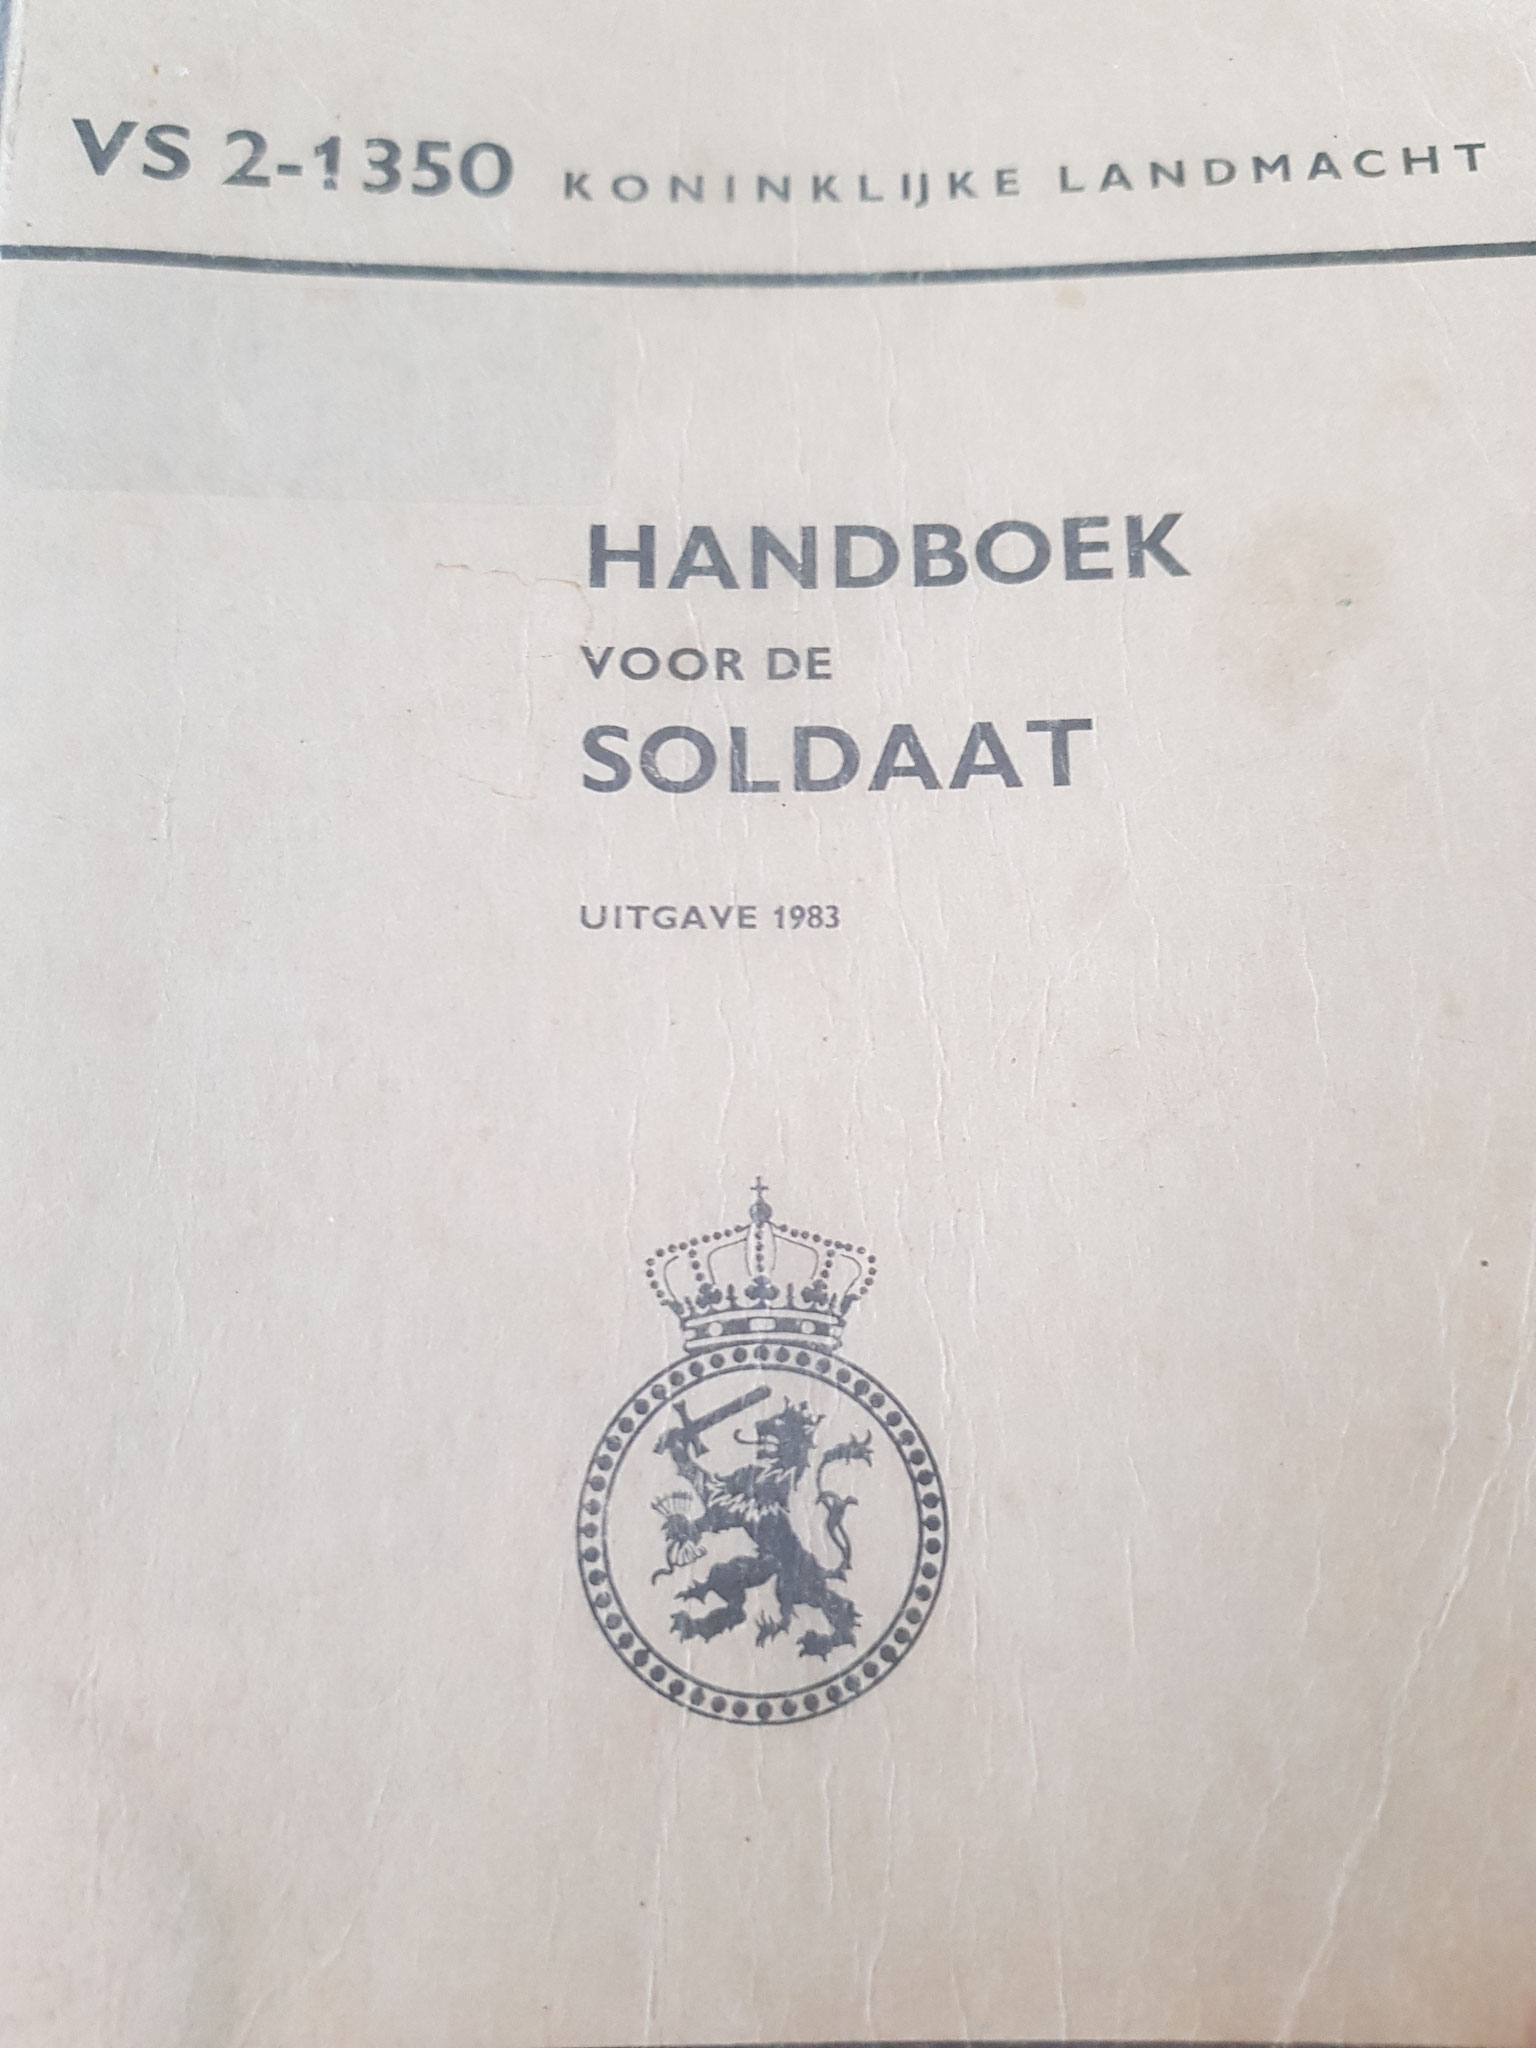 VS 2-1350 KONINKLIJKE LANDMACHT
HANDBOEK
VOOR DE
SOLDAAT
UITGAVE 1983